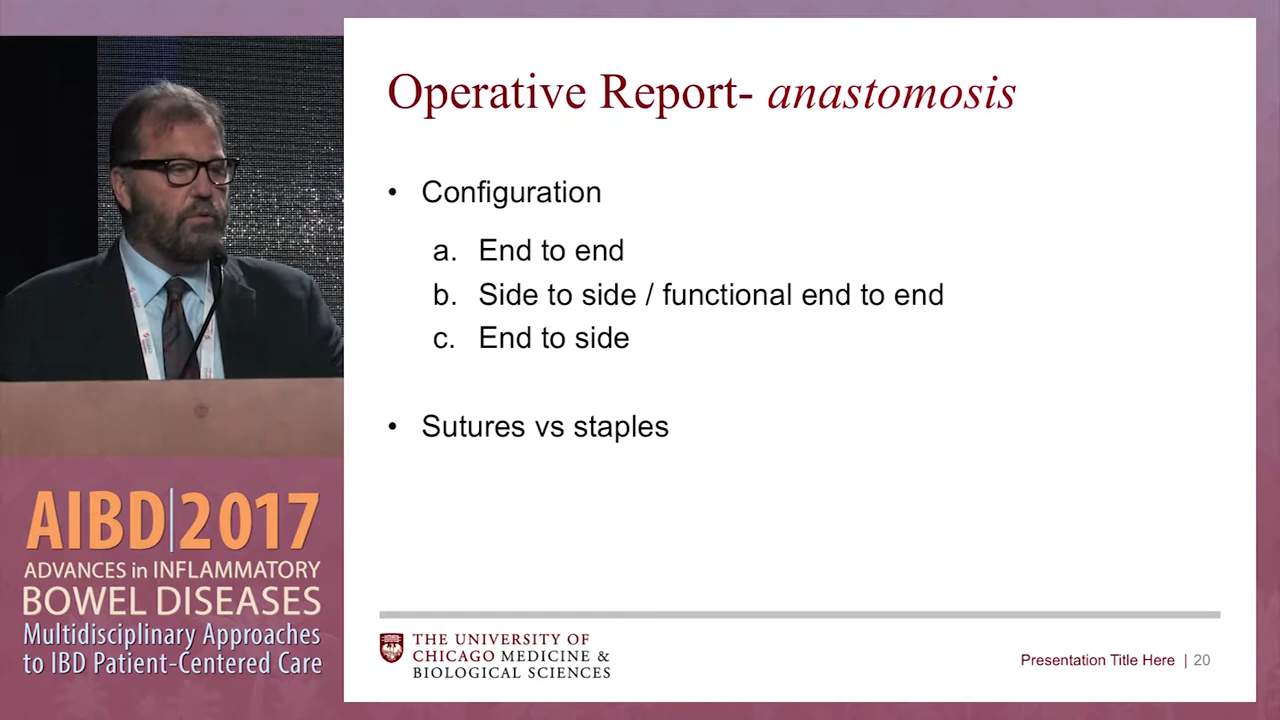 Operative Report- anastomosis
• Configuration
a. End to end
b. Side to side / functional end to end
c. End to side
• Sutures vs staples
AIBD|2017
ADVANCES in INFLAMMATORY
BOWEL DISEASES
Multidisciplinary Approaches
to IBD Patient-Centered Care
THE UNIVERSITY OF
CHICAGO MEDICINE &
BIOLOGICAL SCIENCES
Presentation Title Here | 20